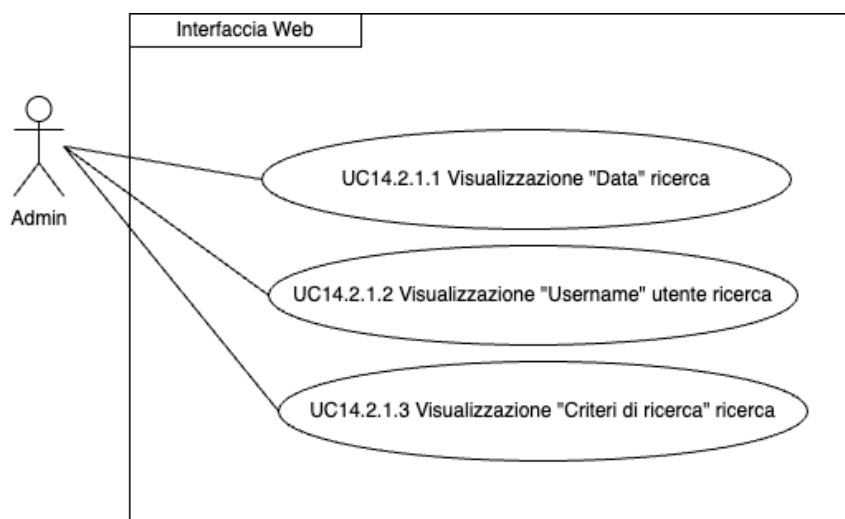 Interfaccia Web
Admin
UC14.2.1.1 Visualizzazione "Data" ricerca
UC14.2.1.2 Visualizzazione "Username" utente ricerca
UC14.2.1.3 Visualizzazione "Criteri di ricerca" ricerca